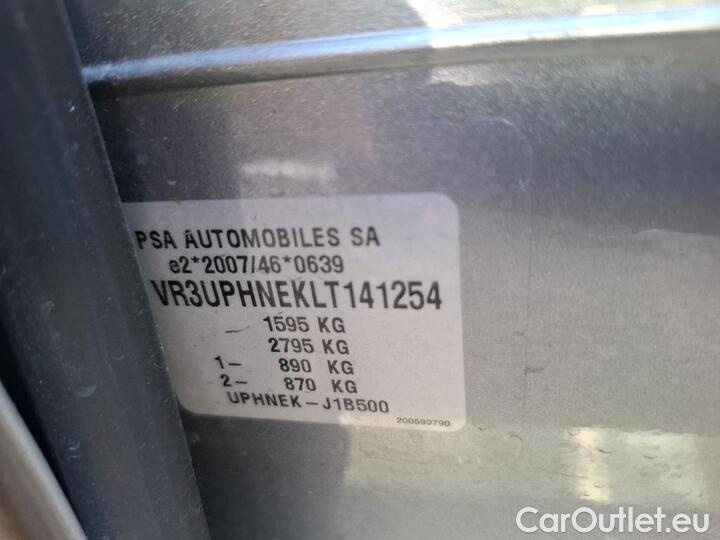 PSA AUTOMOBILES SA
e2*2007/46*0639
VR3UPHNEKLT141254
1595 KG
2795 KG
1- 890 KG
2- 870 KG
UPHNEK-J1B500
200599790
CarOutlet.eu